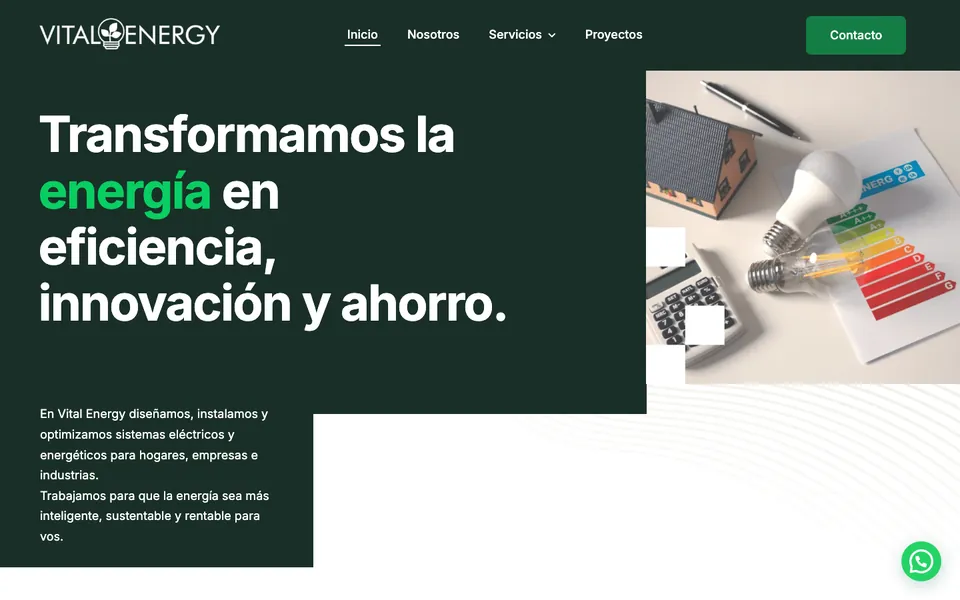 VITAL ENERGY
Inicio
Nosotros
Servicios
Proyectos
Contacto
Transformamos la
energía en
eficiencia,
innovación y ahorro.
ENERG
A+++
A++
A+
A
B
C
D
E
F
G
En Vital Energy diseñamos, instalamos y
optimizamos sistemas eléctricos y
energéticos para hogares, empresas e
industrias.
Trabajamos para que la energía sea más
inteligente, sustentable y rentable para
vos.